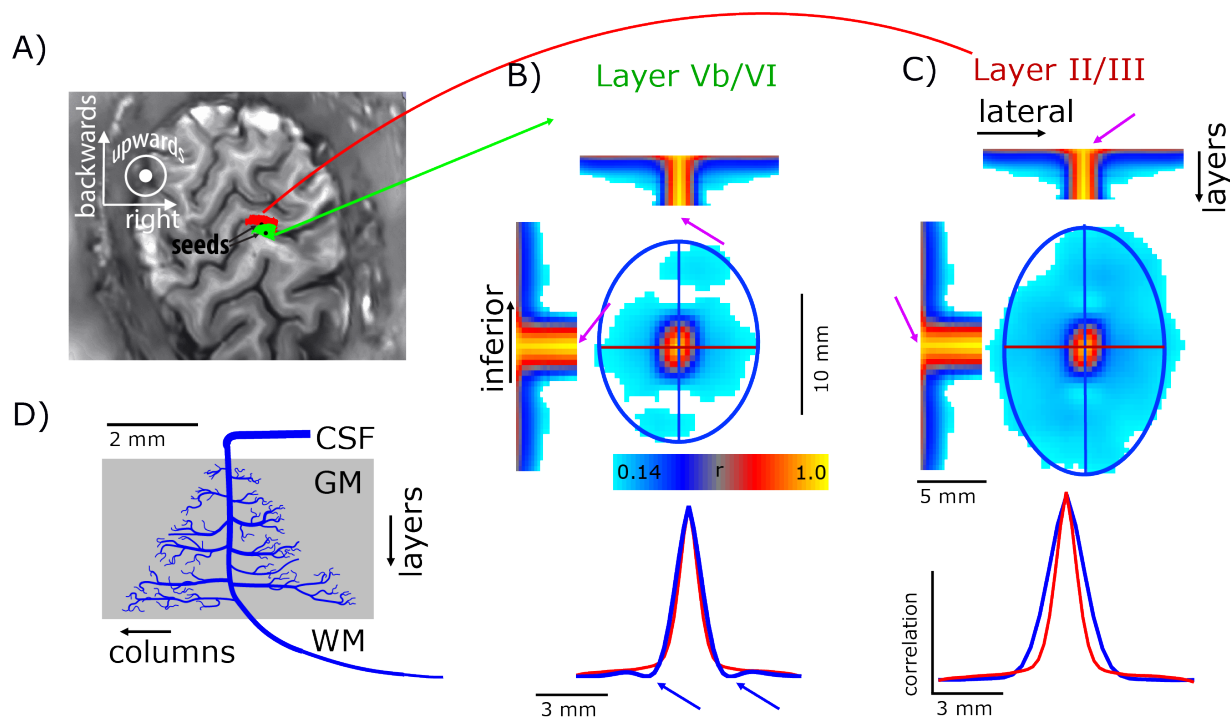 A)
backwards
upwards
right
seeds
B)
Layer Vb/VI
inferior
10 mm
0.14 r 1.0
3 mm
C)
Layer II/III
lateral
layers
5 mm
correlation
3 mm
D)
2 mm
CSF
GM
layers
WM
columns